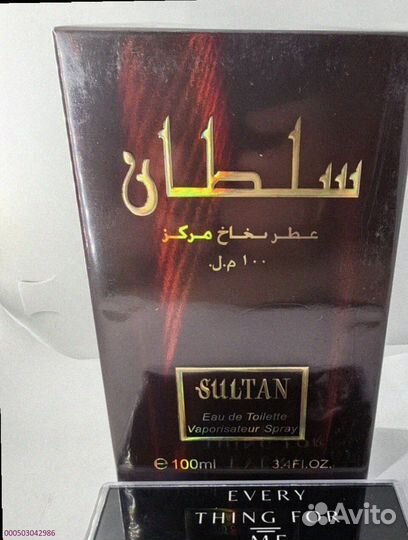 سلطان
عطر بخاخ مركز
١٠٠ م.ل.
SULTAN
Eau de Toilette
Vaporisateur Spray
e 100ml 3.4Fl.OZ.
EVERY
THING FOR
ME
000503042986
Avito